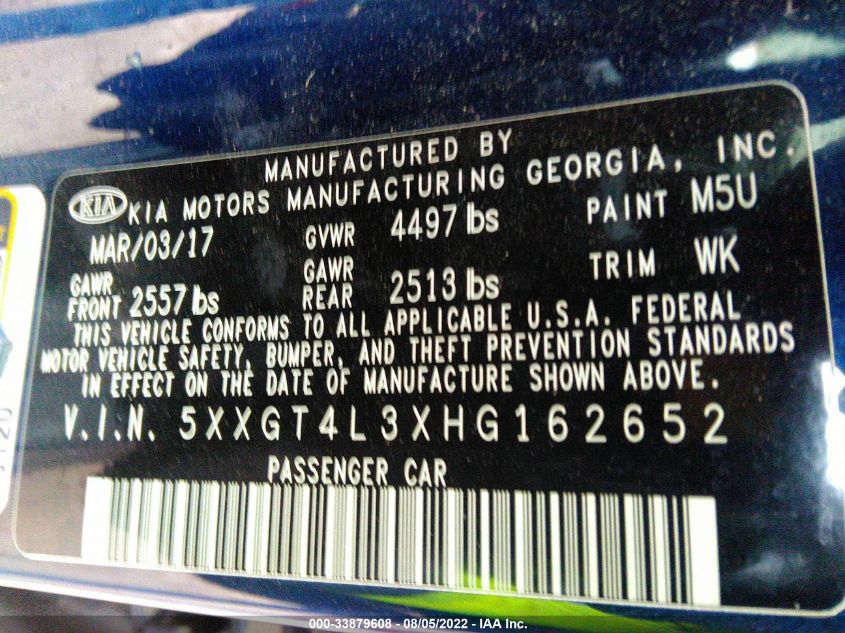 MANUFACTURED BY
KIA KIA MOTORS MANUFACTURING GEORGIA, INC.
MAR/03/17 GVWR 4497 lbs PAINT M5U
GAWR FRONT 2557 lbs GAWR REAR 2513 lbs TRIM WK
THIS VEHICLE CONFORMS TO ALL APPLICABLE U.S.A. FEDERAL
MOTOR VEHICLE SAFETY, BUMPER, AND THEFT PREVENTION STANDARDS
IN EFFECT ON THE DATE OF MANUFACTURE SHOWN ABOVE.
V.I.N. 5XXGT4L3XHG162652
PASSENGER CAR
000-33879608 - 08/05/2022 - IAA Inc.